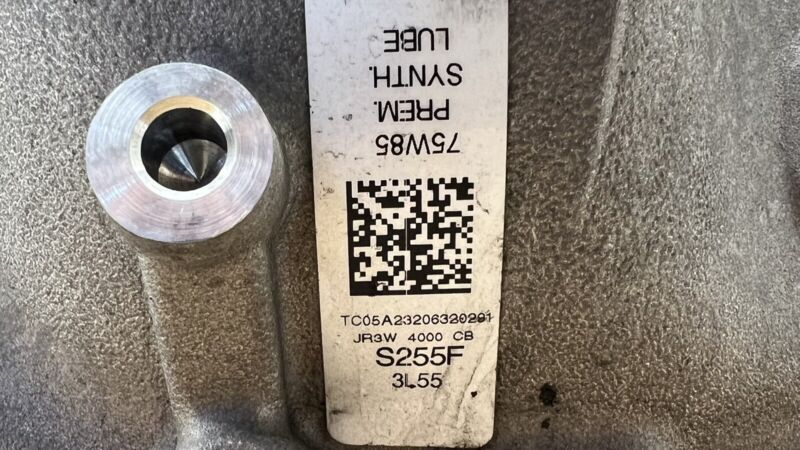 75W85
PREM.
SYNTH.
LUBE
TC05A23206320291
JR3W 4000 CB
S255F
3L55